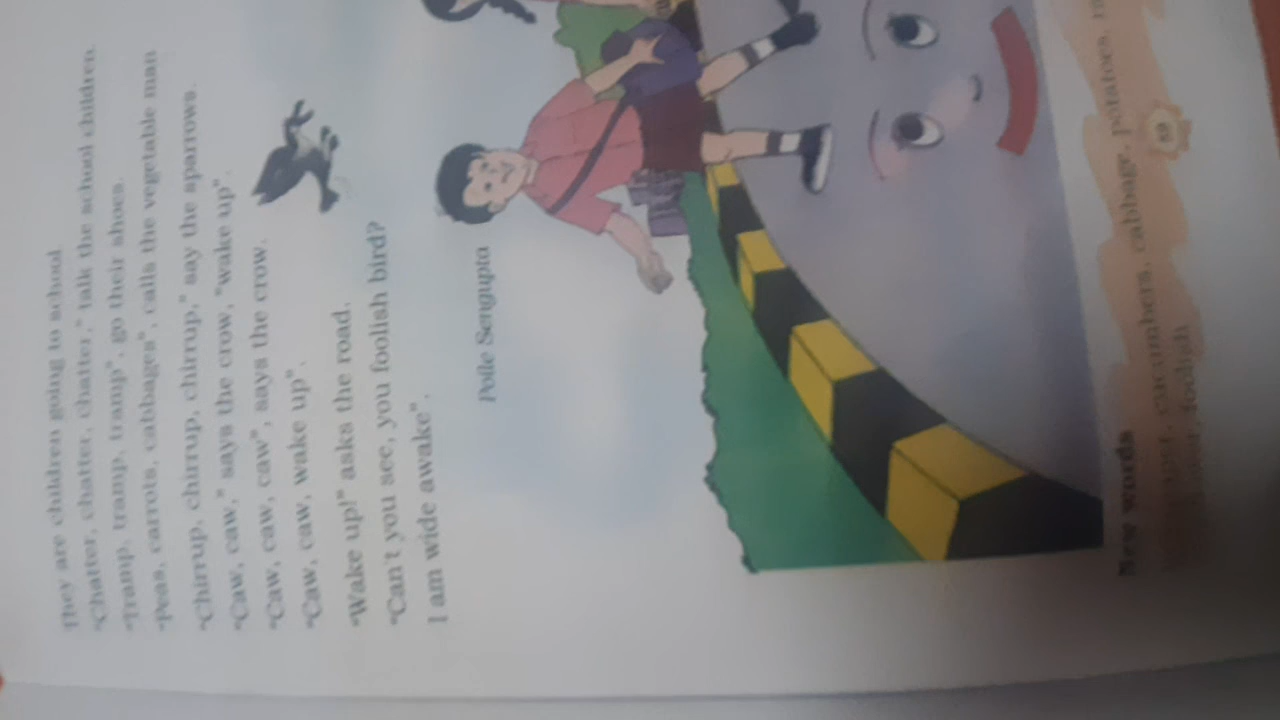 They are children going to school
"Chatter, chatter, chatter," talk the school children.
"Tramp, tramp, tramp", go their shoes.
"Peas, carrots, cabbages", calls the vegetable man
"Chirrup, chirrup, chirrup," say the sparrows.
"Caw, caw," says the crow, "wake up".
"Caw, caw, caw", says the crow.
"Caw, caw, wake up".
"Wake up!" asks the road.
"Can't you see, you foolish bird?
I am wide awake".
Poile Sengupta
New words
cucumbers, cabbage, potatoes,
foolish